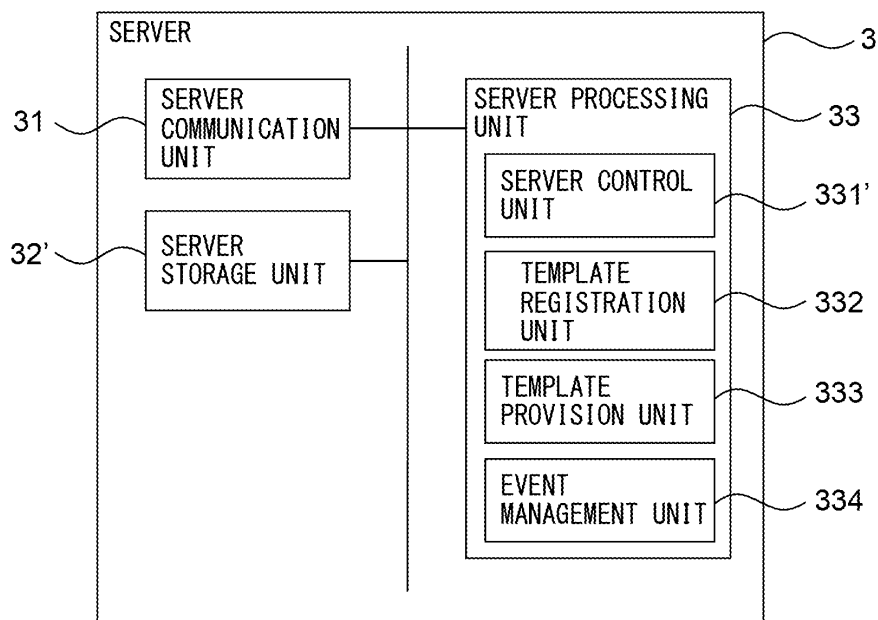 SERVER
3
31
SERVER
COMMUNICATION
UNIT
32’
SERVER
STORAGE UNIT
SERVER PROCESSING
UNIT
33
SERVER CONTROL
UNIT
331’
TEMPLATE
REGISTRATION
UNIT
332
TEMPLATE
PROVISION UNIT
333
EVENT
MANAGEMENT UNIT
334